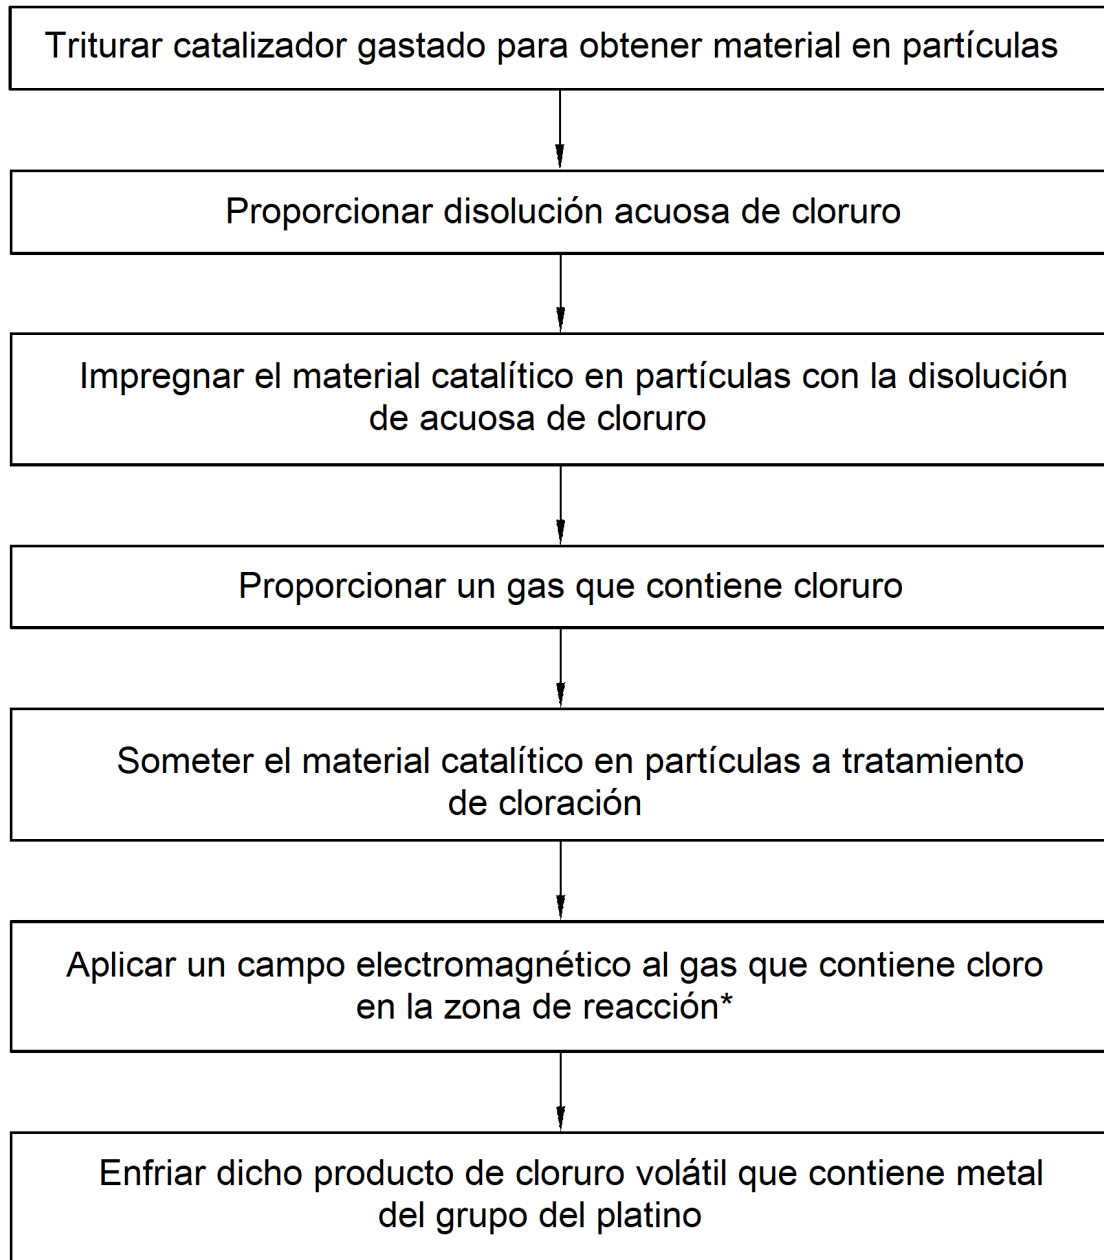 Triturar catalizador gastado para obtener material en partículas
Proporcionar disolución acuosa de cloruro
Impregnar el material catalítico en partículas con la disolución
de acuosa de cloruro
Proporcionar un gas que contiene cloruro
Someter el material catalítico en partículas a tratamiento
de cloración
Aplicar un campo electromagnético al gas que contiene cloro
en la zona de reacción*
Enfriar dicho producto de cloruro volátil que contiene metal
del grupo del platino